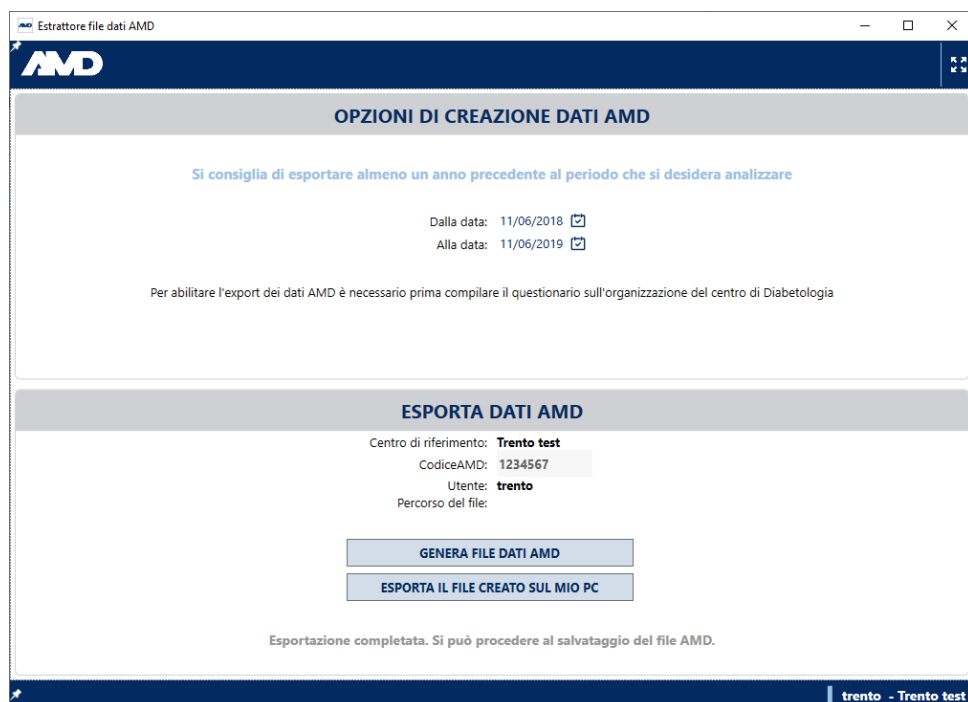 AMD Estrattore file dati AMD
AMD
OPZIONI DI CREAZIONE DATI AMD
Si consiglia di esportare almeno un anno precedente al periodo che si desidera analizzare
Dalla data: 11/06/2018
Alla data: 11/06/2019
Per abilitare l'export dei dati AMD è necessario prima compilare il questionario sull'organizzazione del centro di Diabetologia
ESPORTA DATI AMD
Centro di riferimento: Trento test
CodiceAMD: 1234567
Utente: trento
Percorso del file:
GENERA FILE DATI AMD
ESPORTA IL FILE CREATO SUL MIO PC
Esportazione completata. Si può procedere al salvataggio del file AMD.
trento - Trento test